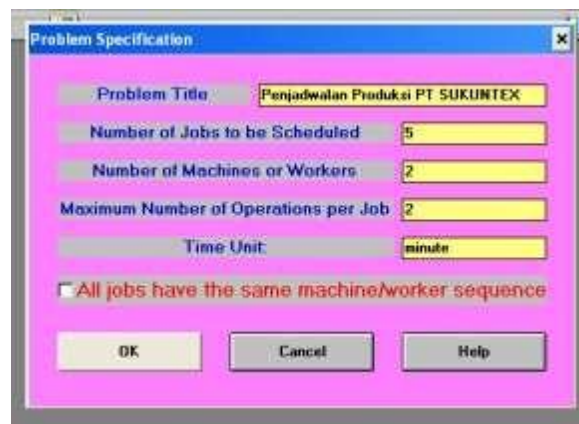 Problem Specification
Problem Title Penjadwalan Produksi PT SUKUNTEX
Number of Jobs to be Scheduled 5
Number of Machines or Workers 2
Maximum Number of Operations per Job 2
Time Unit: minute
All jobs have the same machine/worker sequence
OK Cancel Help